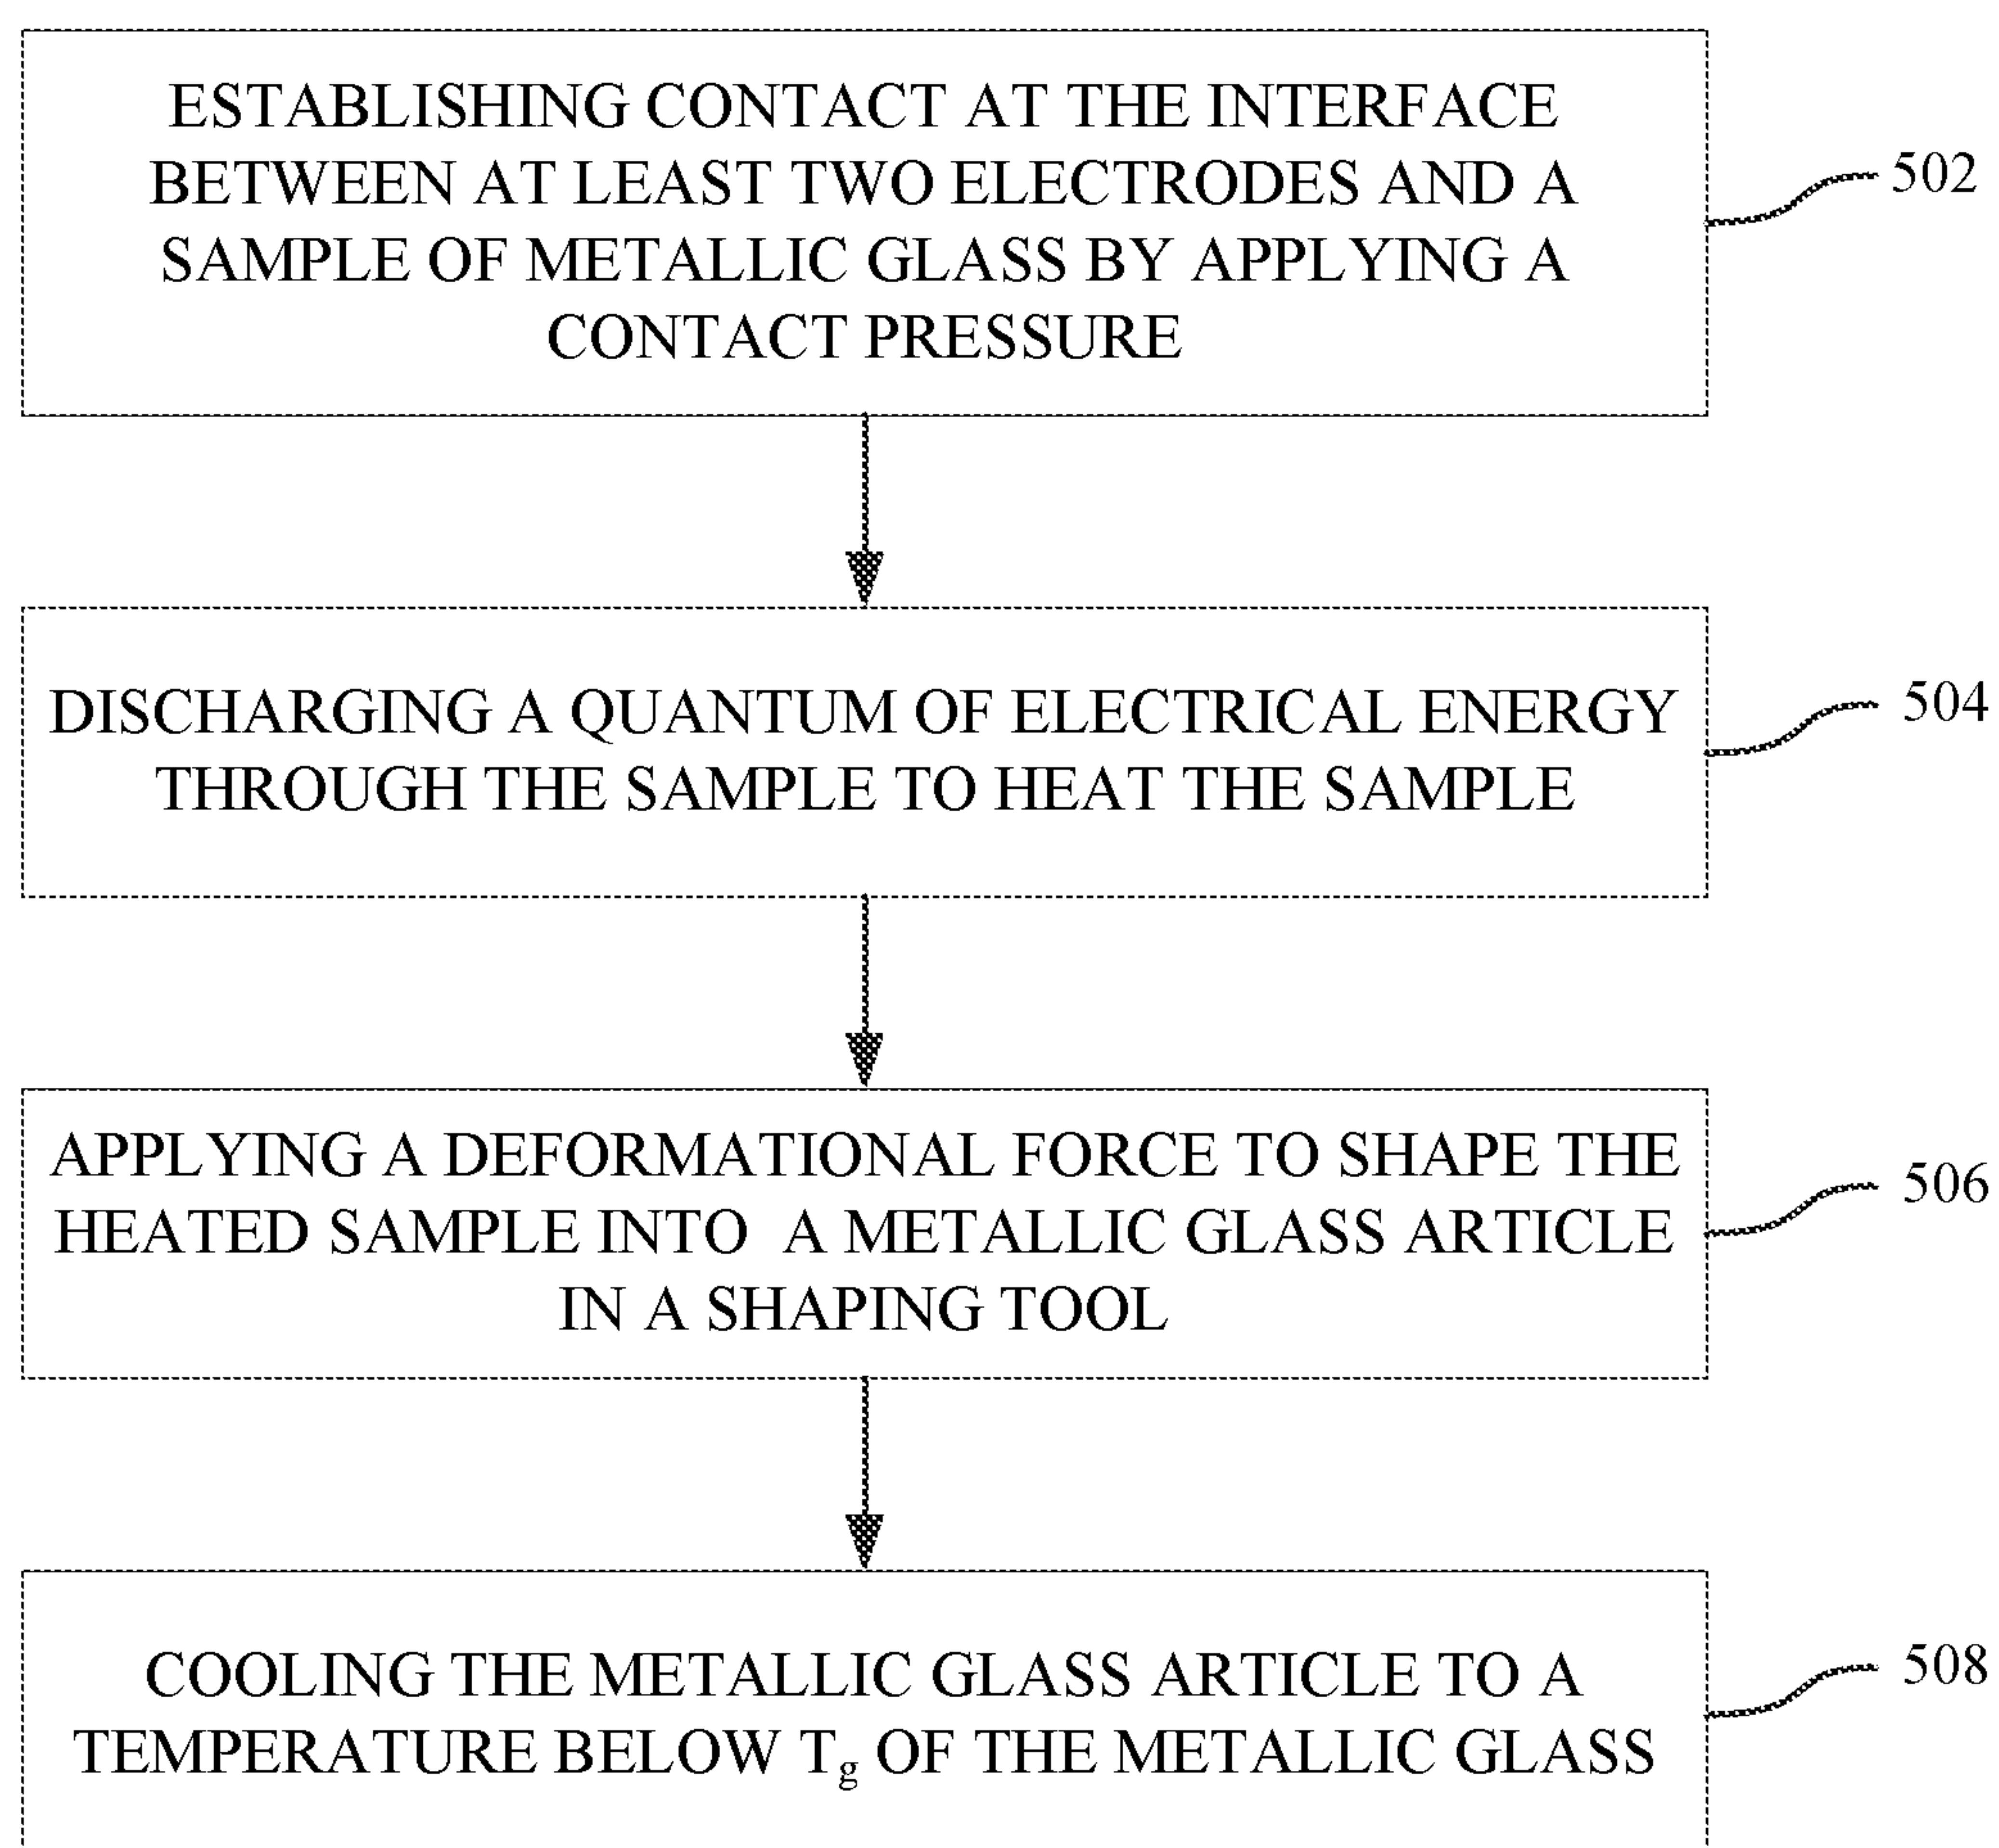 ESTABLISHING CONTACT AT THE INTERFACE
BETWEEN AT LEAST TWO ELECTRODES AND A
SAMPLE OF METALLIC GLASS BY APPLYING A
CONTACT PRESSURE
502
DISCHARGING A QUANTUM OF ELECTRICAL ENERGY
THROUGH THE SAMPLE TO HEAT THE SAMPLE
504
APPLYING A DEFORMATIONAL FORCE TO SHAPE THE
HEATED SAMPLE INTO A METALLIC GLASS ARTICLE
IN A SHAPING TOOL
506
COOLING THE METALLIC GLASS ARTICLE TO A
TEMPERATURE BELOW Tg OF THE METALLIC GLASS
508